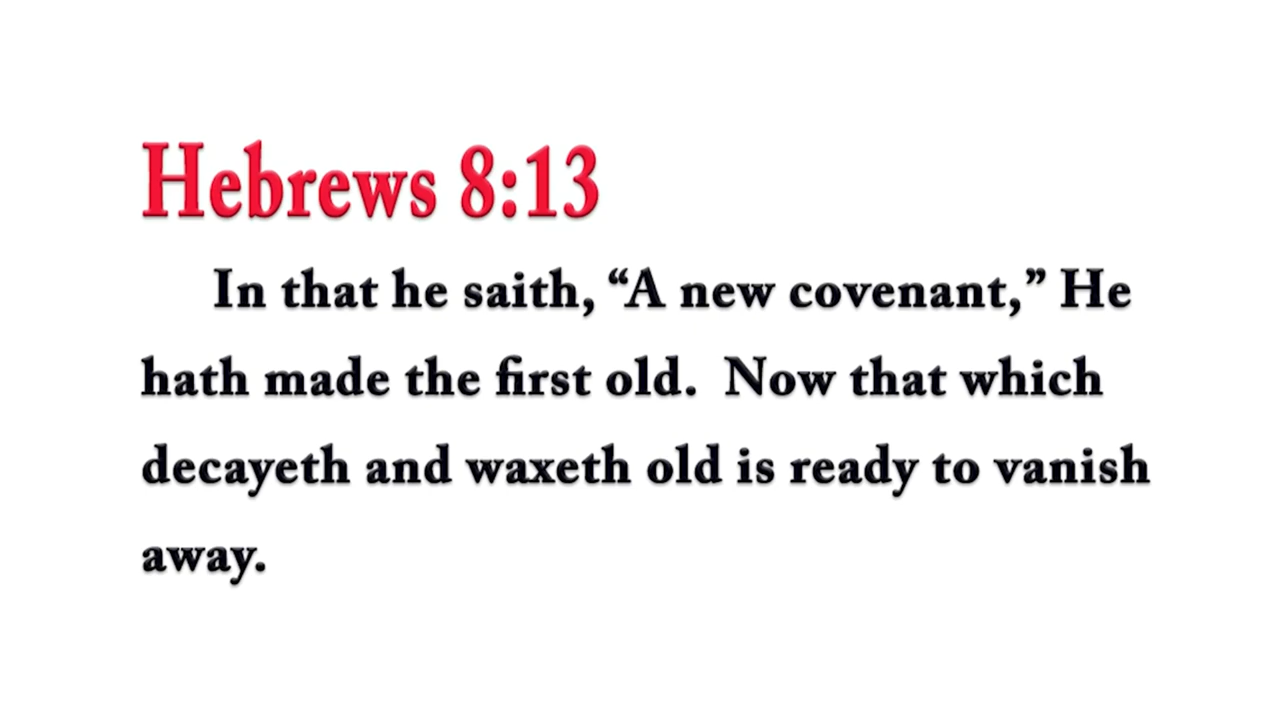 Hebrews 8:13
In that he saith, “A new covenant,” He
hath made the first old.  Now that which
decayeth and waxeth old is ready to vanish
away.